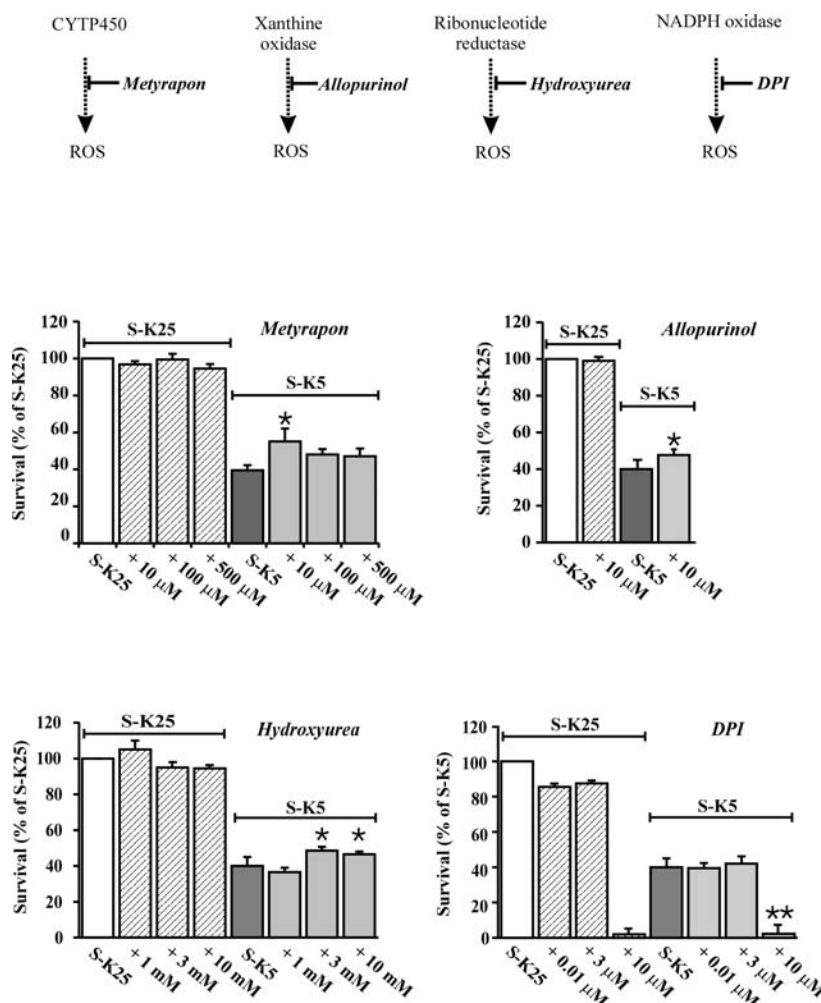 CYTP450
Xanthine
oxidase
Ribonucleotide
reductase
NADPH oxidase
Metyrapon
Allopurinol
Hydroxyurea
DPI
ROS
ROS
ROS
ROS
Metyrapon
Survival (% of S-K25)
120
100
80
60
40
20
0
S-K25
S-K5
*
S-K25
+ 10 µM
+ 100 µM
+ 500 µM
S-K5
+ 10 µM
+ 100 µM
+ 500 µM
Allopurinol
Survival (% of S-K25)
120
100
80
60
40
20
0
S-K25
S-K5
*
S-K25
+ 10 µM
S-K5
+ 10 µM
Hydroxyurea
Survival (% of S-K25)
120
100
80
60
40
20
0
S-K25
S-K5
* *
S-K25
+ 1 mM
+ 3 mM
+ 10 mM
S-K5
+ 1 mM
+ 3 mM
+ 10 mM
DPI
Survival (% of S-K5)
120
100
80
60
40
20
0
S-K25
S-K5
**
S-K25
+ 0.01 µM
+ 3 µM
+ 10 µM
S-K5
+ 0.01 µM
+ 3 µM
+ 10 µM